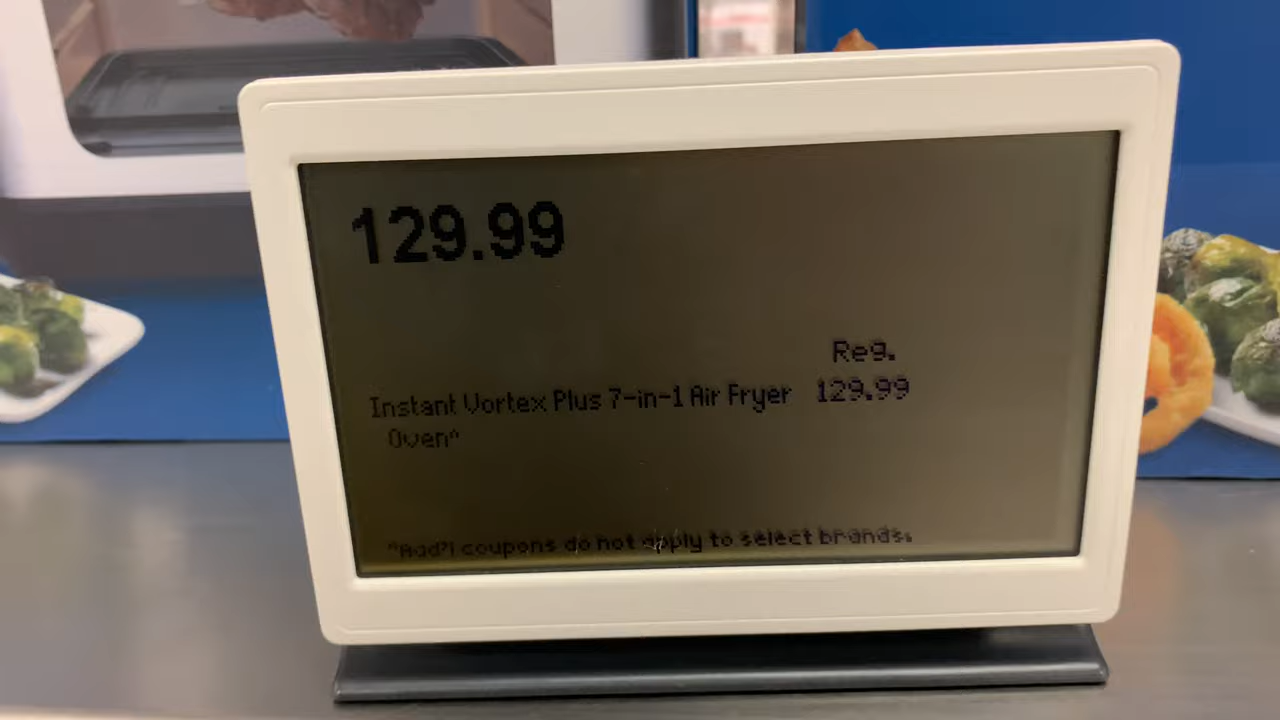 129.99
Reg.
Instant Vortex Plus 7-in-1 Air Fryer 129.99
Oven^
^Add'l coupons do not apply to select brands.